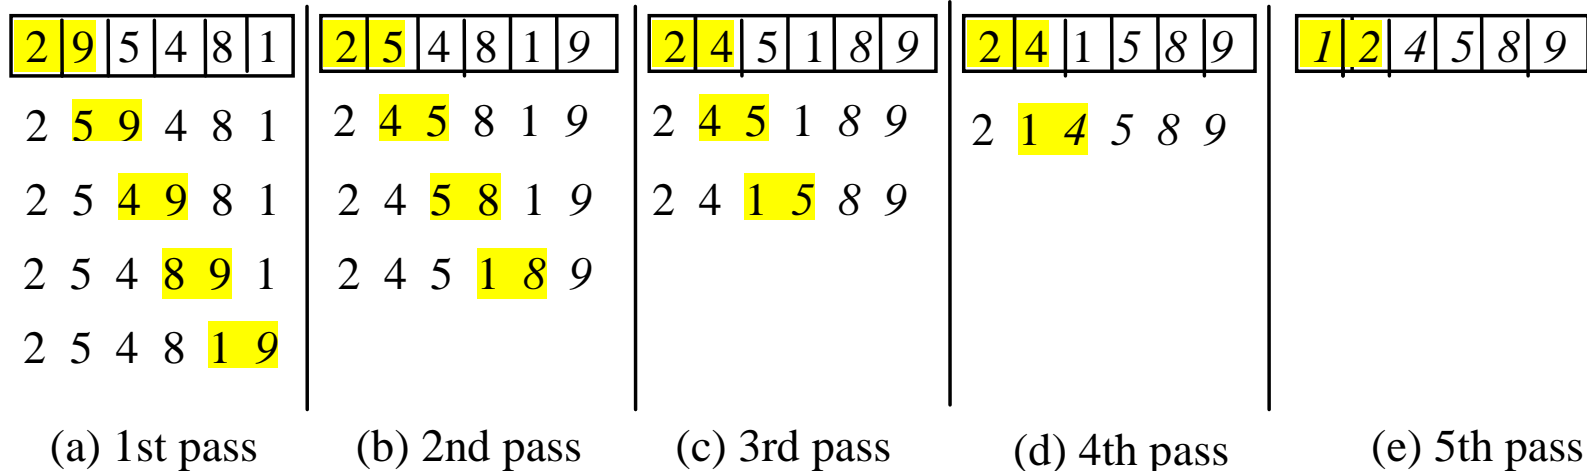 2 9 5 4 8 1
2 5 9 4 8 1
2 5 4 9 8 1
2 5 4 8 9 1
2 5 4 8 1 9
(a) 1st pass
2 5 4 8 1 9
2 4 5 8 1 9
2 4 5 8 1 9
2 4 5 1 8 9
(b) 2nd pass
2 4 5 1 8 9
2 4 5 1 8 9
2 4 1 5 8 9
(c) 3rd pass
2 4 1 5 8 9
2 1 4 5 8 9
(d) 4th pass
1 2 4 5 8 9
(e) 5th pass